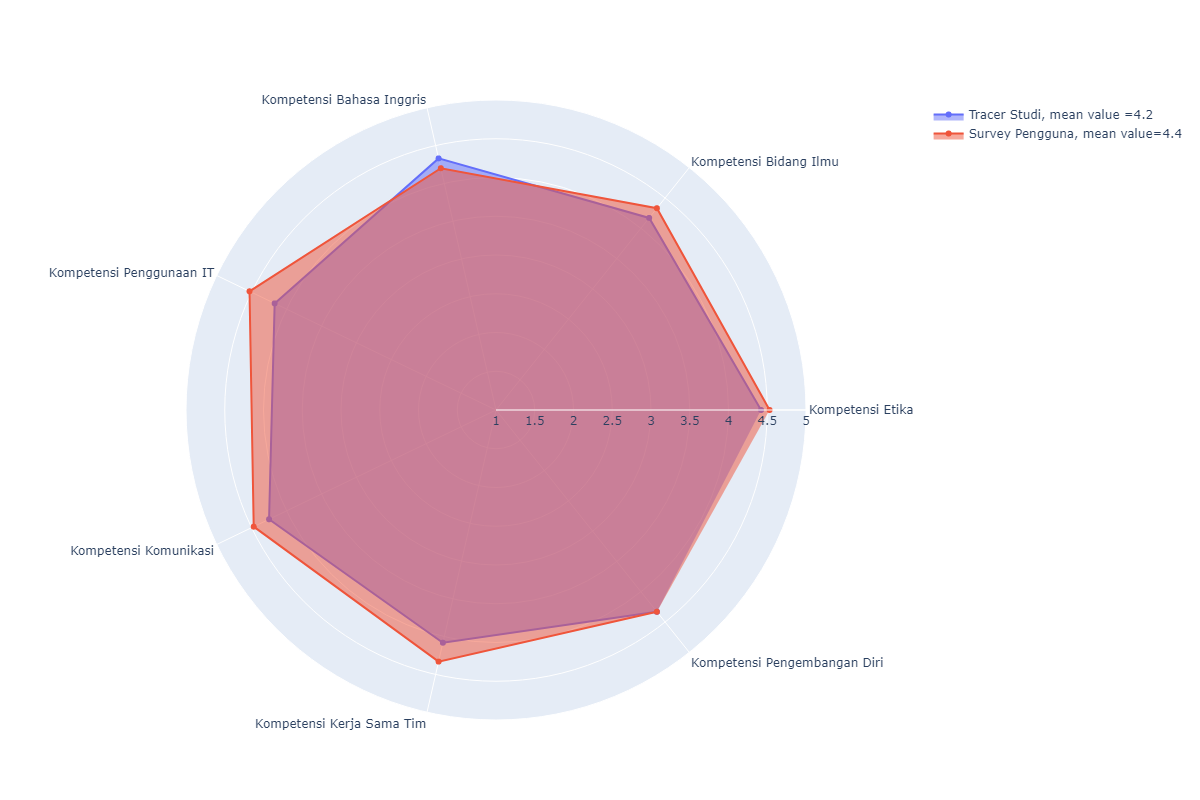 Kompetensi Bahasa Inggris
Tracer Studi, mean value =4.2
Survey Pengguna, mean value=4.4
Kompetensi Bidang Ilmu
Kompetensi Penggunaan IT
Kompetensi Etika
1 1.5 2 2.5 3 3.5 4 4.5 5
Kompetensi Komunikasi
Kompetensi Pengembangan Diri
Kompetensi Kerja Sama Tim